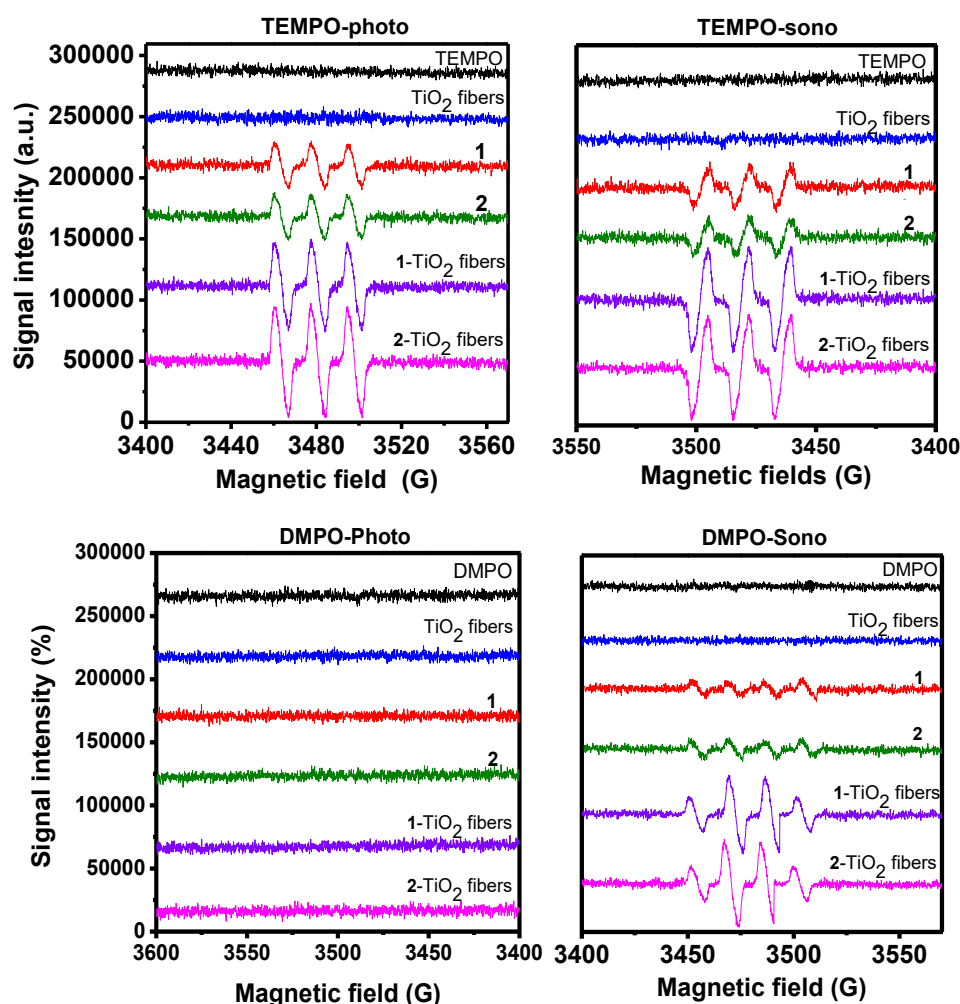 TEMPO-photo
300000
250000
200000
150000
100000
50000
0
Signal intesnity (a.u.)
TEMPO
TiO2 fibers
1
2
1-TiO2 fibers
2-TiO2 fibers
3400 3440 3480 3520 3560
Magnetic field (G)
TEMPO-sono
TEMPO
TiO2 fibers
1
2
1-TiO2 fibers
2-TiO2 fibers
3550 3500 3450 3400
Magnetic fields (G)
DMPO-Photo
300000
250000
200000
150000
100000
50000
0
Signal intensity (%)
DMPO
TiO2 fibers
1
2
1-TiO2 fibers
2-TiO2 fibers
3600 3550 3500 3450 3400
Magnetic field (G)
DMPO-Sono
DMPO
TiO2 fibers
1
2
1-TiO2 fibers
2-TiO2 fibers
3400 3450 3500 3550
Magnetic field (G)